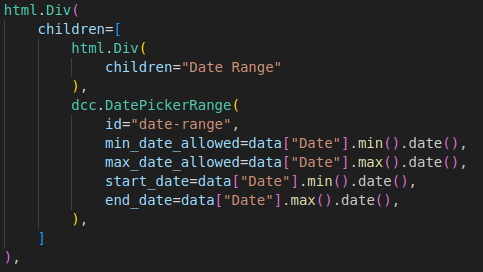 html.Div(
    children=[
        html.Div(
            children="Date Range"
        ),
        dcc.DatePickerRange(
            id="date-range",
            min_date_allowed=data["Date"].min().date(),
            max_date_allowed=data["Date"].max().date(),
            start_date=data["Date"].min().date(),
            end_date=data["Date"].max().date(),
        ),
    ]
),